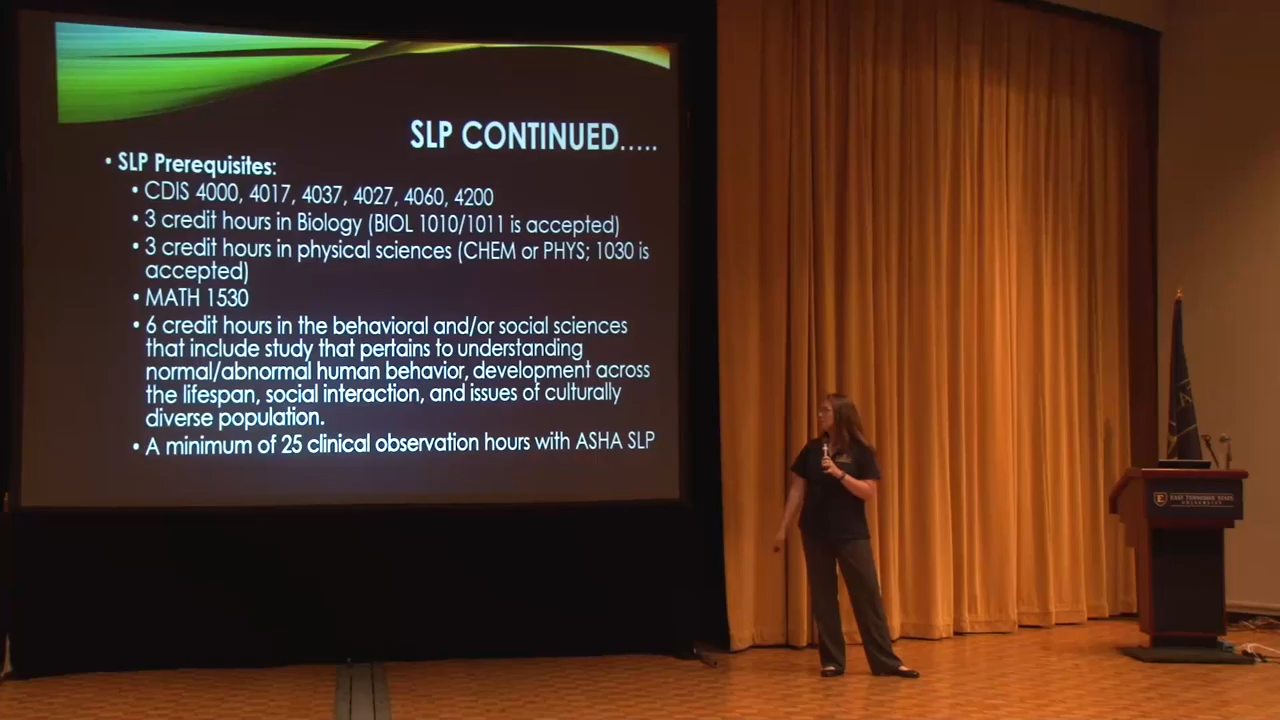 SLP CONTINUED.....
• SLP Prerequisites:
• CDIS 4000, 4017, 4037, 4027, 4060, 4200
• 3 credit hours in Biology (BIOL 1010/1011 is accepted)
• 3 credit hours in physical sciences (CHEM or PHYS; 1030 is
accepted)
• MATH 1530
• 6 credit hours in the behavioral and/or social sciences
that include study that pertains to understanding
normal/abnormal human behavior, development across
the lifespan, social interaction, and issues of culturally
diverse population.
• A minimum of 25 clinical observation hours with ASHA SLP
E
EAST TENNESSEE STATE
UNIVERSITY